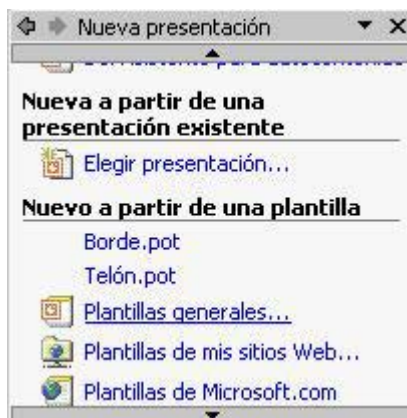 Nueva presentación
Nueva a partir de una
presentación existente
Elegir presentación...
Nuevo a partir de una plantilla
Borde.pot
Telón.pot
Plantillas generales...
Plantillas de mis sitios Web...
Plantillas de Microsoft.com